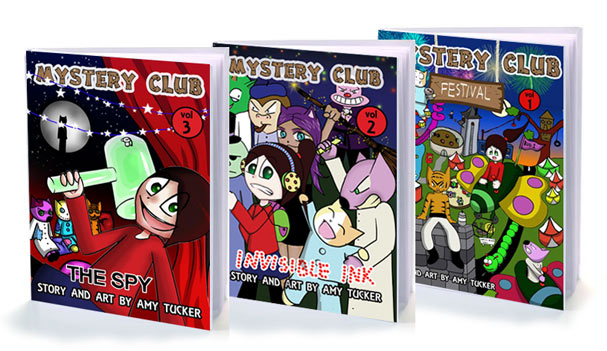 MYSTERY CLUB
vol
3
THE SPY
STORY AND ART BY AMY TUCKER
MYSTERY CLUB
vol
2
INVISIBLE INK
STORY AND ART BY AMY TUCKER
MYSTERY CLUB
FESTIVAL
vol
1
AND ART BY AMY TUCKER